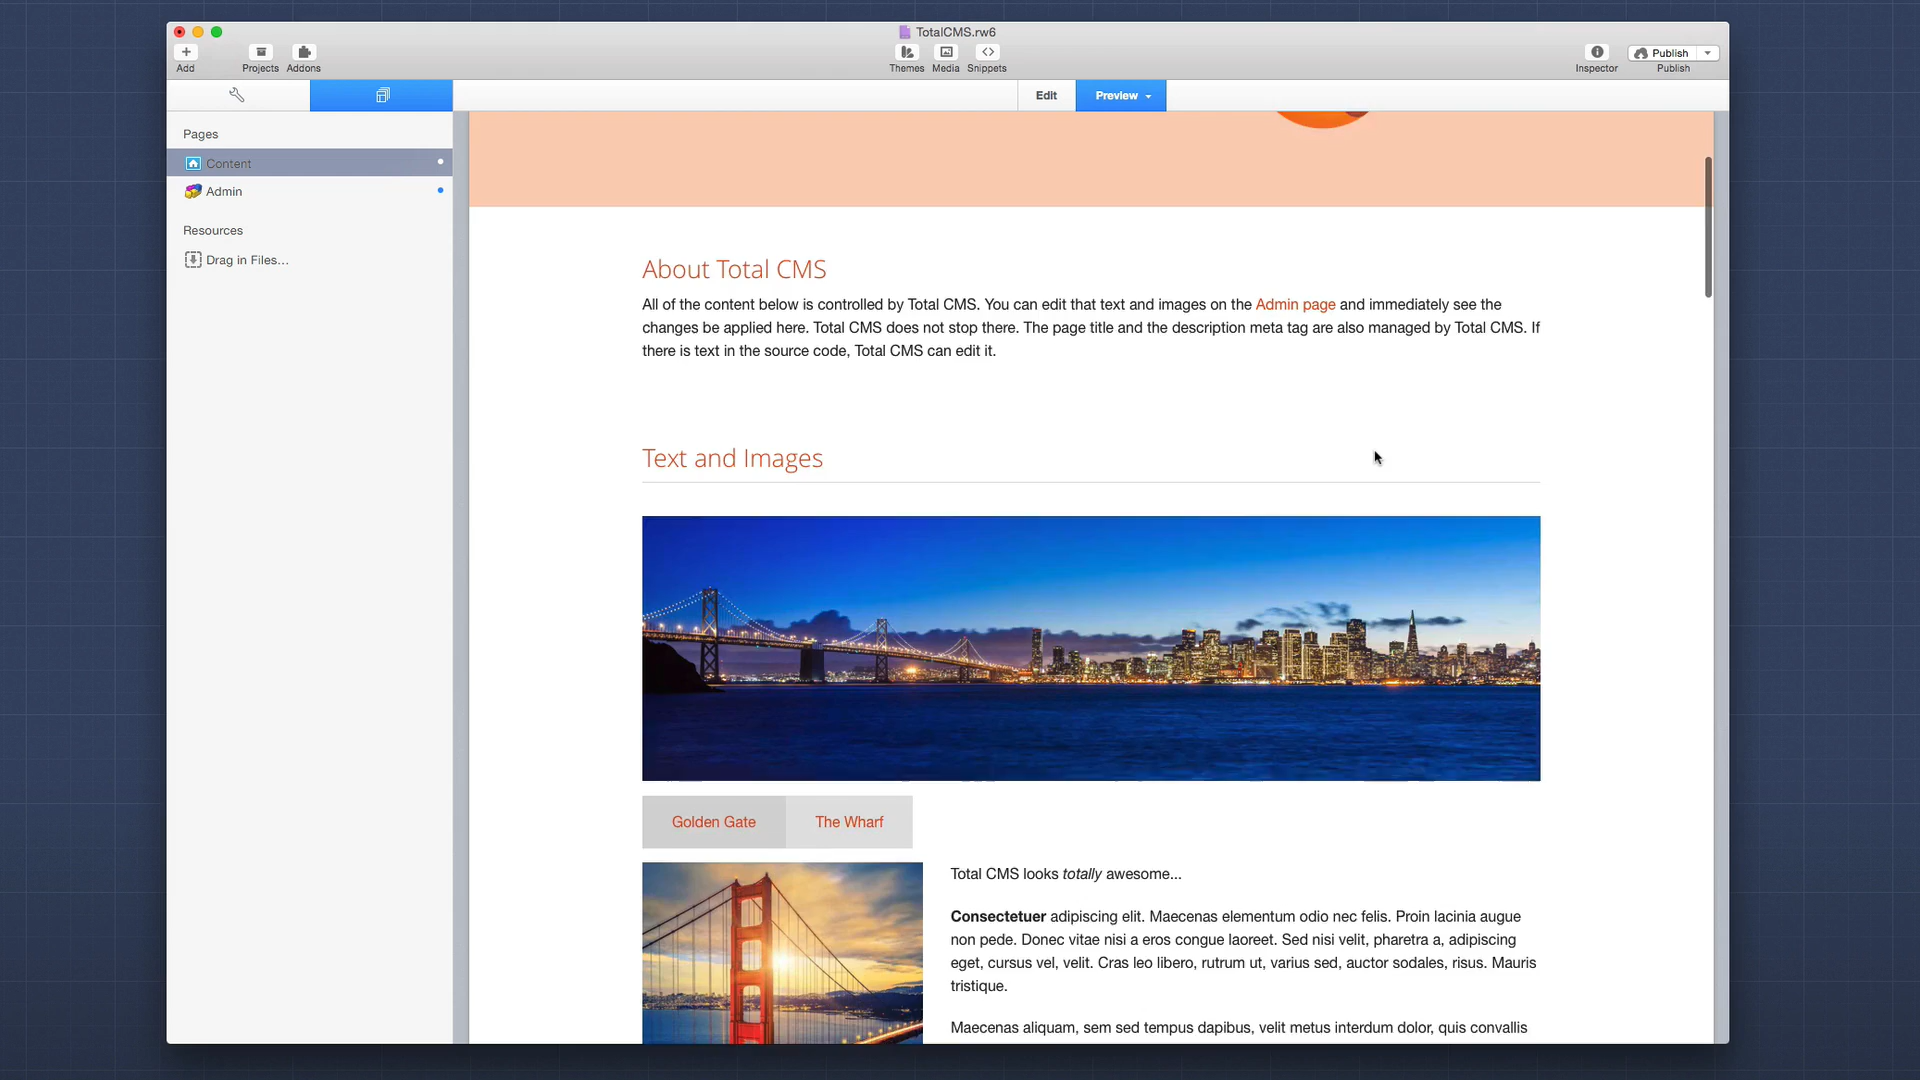 TotalCMS.rw6
Add
Projects
Addons
Themes
Media
Snippets
Inspector
Publish
Publish
Edit
Preview
Pages
Content
Admin
Resources
Drag in Files...
About Total CMS
All of the content below is controlled by Total CMS. You can edit that text and images on the Admin page and immediately see the
changes be applied here. Total CMS does not stop there. The page title and the description meta tag are also managed by Total CMS. If
there is text in the source code, Total CMS can edit it.
Text and Images
Golden Gate
The Wharf
Total CMS looks totally awesome...
Consectetuer adipiscing elit. Maecenas elementum odio nec felis. Proin lacinia augue
non pede. Donec vitae nisi a eros congue laoreet. Sed nisi velit, pharetra a, adipiscing
eget, cursus vel, velit. Cras leo libero, rutrum ut, varius sed, auctor sodales, risus. Mauris
tristique.
Maecenas aliquam, sem sed tempus dapibus, velit metus interdum dolor, quis convallis